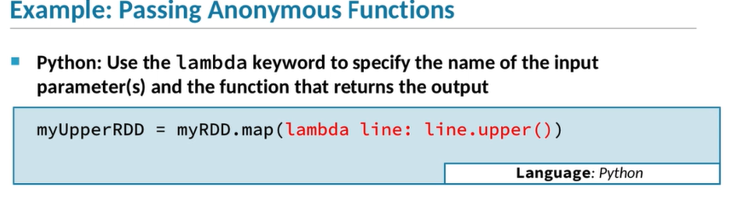 Example: Passing Anonymous Functions
Python: Use the lambda keyword to specify the name of the input
parameter(s) and the function that returns the output
myUpperRDD = myRDD.map(lambda line: line.upper())
Language: Python